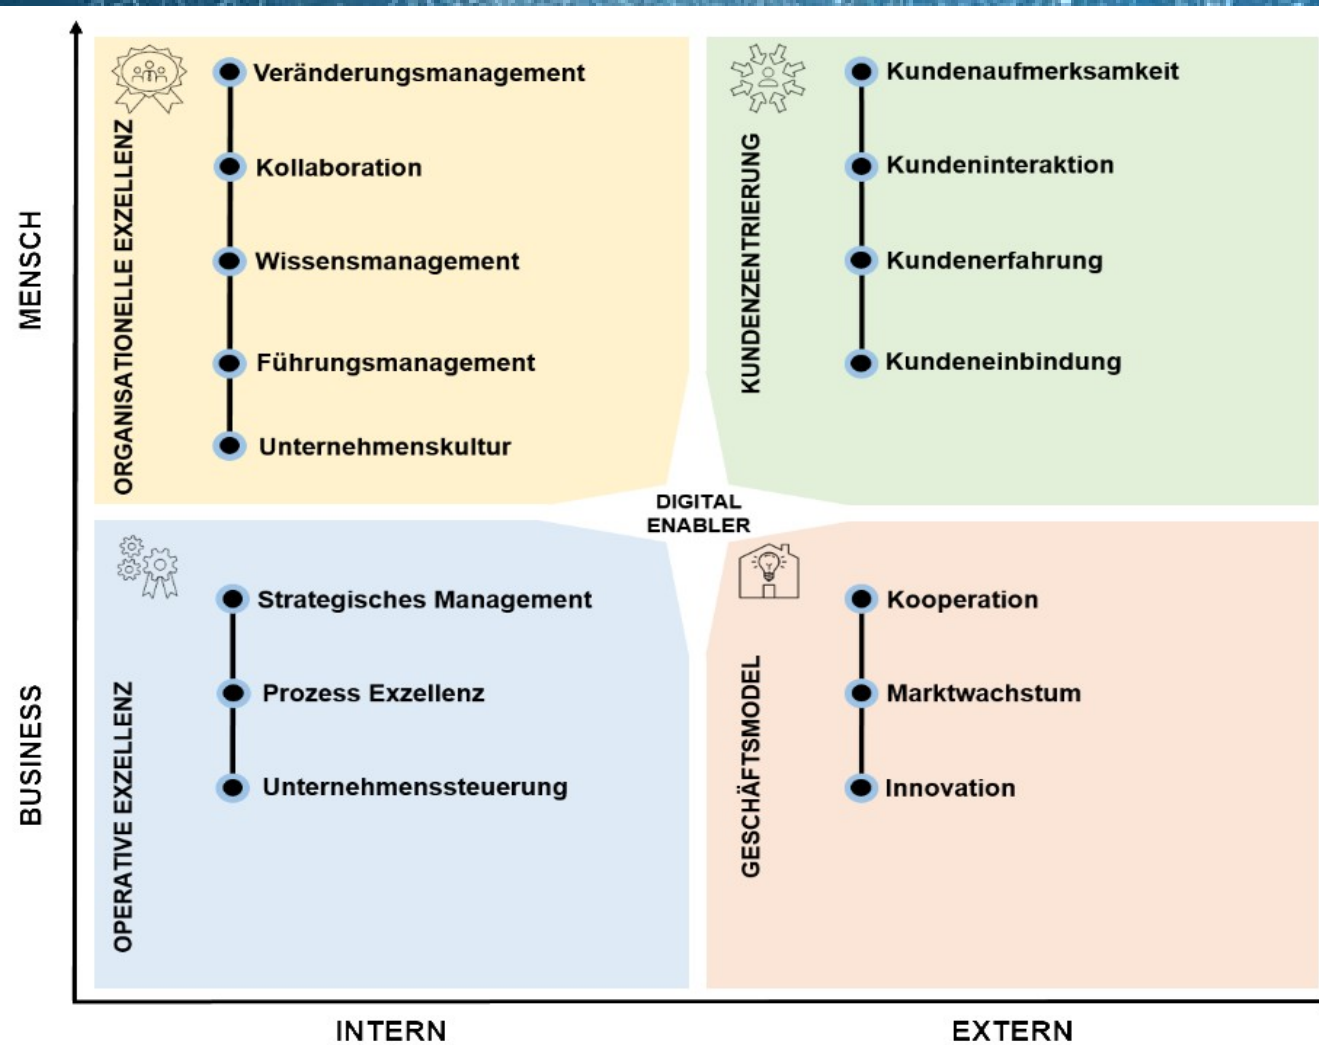 MENSCH
BUSINESS
ORGANISATIONELLE EXZELLENZ
Veränderungsmanagement
Kollaboration
Wissensmanagement
Führungsmanagement
Unternehmenskultur
KUNDENZENTRIERUNG
Kundenaufmerksamkeit
Kundeninteraktion
Kundenerfahrung
Kundeneinbindung
DIGITAL
ENABLER
OPERATIVE EXZELLENZ
Strategisches Management
Prozess Exzellenz
Unternehmenssteuerung
GESCHÄFTSMODEL
Kooperation
Marktwachstum
Innovation
INTERN
EXTERN